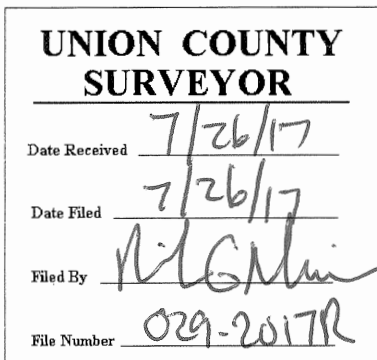 UNION COUNTY
SURVEYOR
Date Received 7/26/17
Date Filed 7/26/17
Filed By
File Number 029-2017R